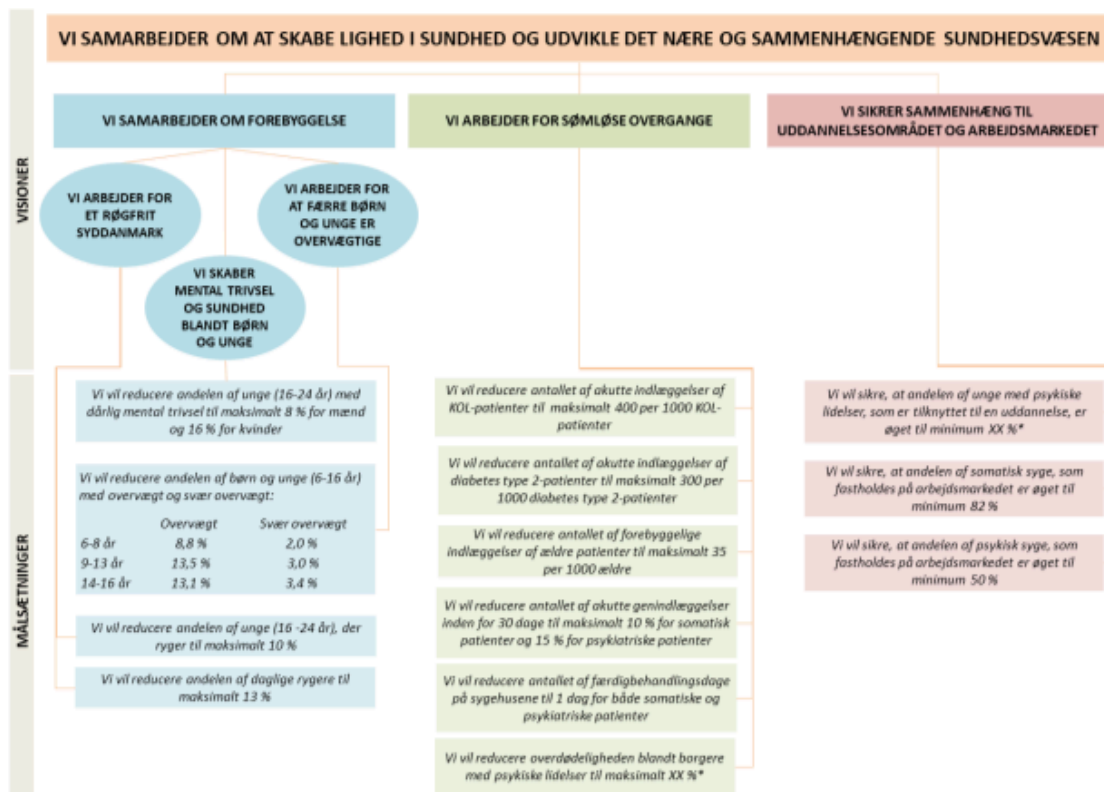 VI SAMARBEJDER OM AT SKABE LIGHED I SUNDHED OG UDVIKLE DET NÆRE OG SAMMENHÆNGENDE SUNDHEDSVÆSEN
VISIONER
VI SAMARBEJDER OM FOREBYGGELSE
VI ARBEJDER FOR
ET RØGFRIT
SYDDANMARK
VI ARBEJDER FOR
AT FÆRRE BØRN
OG UNGE ER
OVERVÆGTIGE
VI SKABER
MENTAL TRIVSEL
OG SUNDHED
BLANDT BØRN
OG UNGE
VI ARBEJDER FOR SØMLØSE OVERGANGE
VI SIKRER SAMMENHÆNG TIL
UDDANNELSESOMRÅDET OG ARBEJDSMARKEDET
MÅLSÆTNINGER
Vi vil reducere andelen af unge (16-24 år) med
dårlig mental trivsel til maksimalt 8 % for mænd
og 16 % for kvinder
Vi vil reducere andelen af børn og unge (6-16 år)
med overvægt og svær overvægt:
Overvægt Svær overvægt
6-8 år 8,8 % 2,0 %
9-13 år 13,5 % 3,0 %
14-16 år 13,1 % 3,4 %
Vi vil reducere andelen af unge (16 -24 år), der
ryger til maksimalt 10 %
Vi vil reducere andelen af daglige rygere til
maksimalt 13 %
Vi vil reducere antallet af akutte indlæggelser af
KOL-patienter til maksimalt 400 per 1000 KOL-
patienter
Vi vil reducere antallet af akutte indlæggelser af
diabetes type 2-patienter til maksimalt 300 per
1000 diabetes type 2-patienter
Vi vil reducere antallet af forebyggelige
indlæggelser af ældre patienter til maksimalt 35
per 1000 ældre
Vi vil reducere antallet af akutte genindlæggelser
inden for 30 dage til maksimalt 10 % for somatisk
patienter og 15 % for psykiatriske patienter
Vi vil reducere antallet af færdigbehandlingsdage
på sygehusene til 1 dag for både somatiske og
psykiatriske patienter
Vi vil reducere overdødeligheden blandt borgere
med psykiske lidelser til maksimalt XX %*
Vi vil sikre, at andelen af unge med psykiske
lidelser, som er tilknyttet til en uddannelse, er
øget til minimum XX %*
Vi vil sikre, at andelen af somatisk syge, som
fastholdes på arbejdsmarkedet er øget til
minimum 82 %
Vi vil sikre, at andelen af psykisk syge, som
fastholdes på arbejdsmarkedet er øget til
minimum 50 %